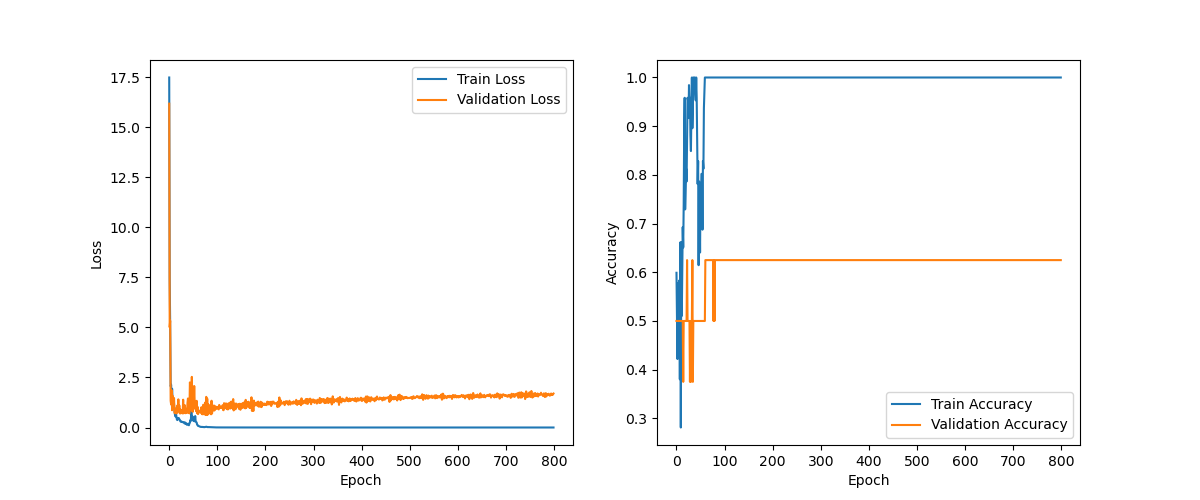 17.5
15.0
12.5
10.0
7.5
5.0
2.5
0.0
Loss
0 100 200 300 400 500 600 700 800
Epoch
Train Loss
Validation Loss
1.0
0.9
0.8
0.7
0.6
0.5
0.4
0.3
Accuracy
0 100 200 300 400 500 600 700 800
Epoch
Train Accuracy
Validation Accuracy